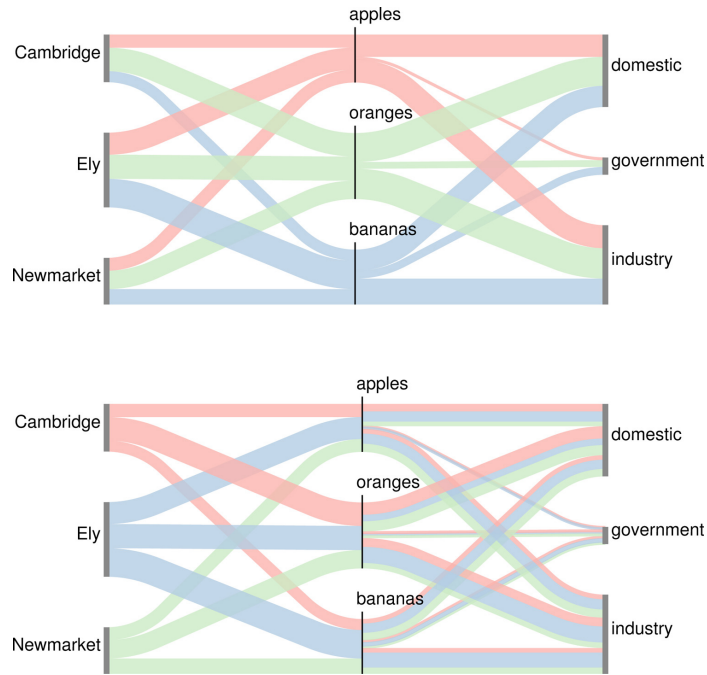 apples
Cambridge
domestic
oranges
Ely
government
bananas
Newmarket
industry
apples
Cambridge
domestic
oranges
Ely
government
bananas
Newmarket
industry